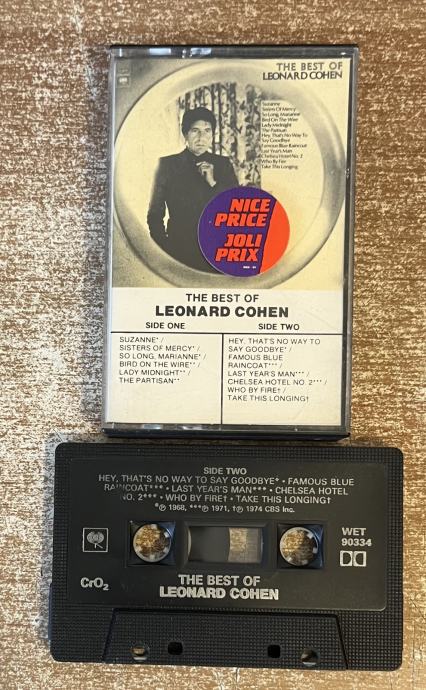 THE BEST OF
LEONARD COHEN
Suzanne
Sisters Of Mercy
So Long, Marianne
Bird On The Wire
Lady Midnight
The Partisan
Hey, That's No Way To
Say Goodbye
Famous Blue Raincoat
Last Year's Man
Chelsea Hotel No. 2
Who By Fire
Take This Longing
NICE
PRICE
JOLI
PRIX
THE BEST OF
LEONARD COHEN
SIDE ONE
SUZANNE* /
SISTERS OF MERCY* /
SO LONG, MARIANNE* /
BIRD ON THE WIRE** /
LADY MIDNIGHT** /
THE PARTISAN**
SIDE TWO
HEY, THAT'S NO WAY TO
SAY GOODBYE* /
FAMOUS BLUE
RAINCOAT*** /
LAST YEAR'S MAN*** /
CHELSEA HOTEL NO. 2*** /
WHO BY FIRE† /
TAKE THIS LONGING†
SIDE TWO
HEY, THAT'S NO WAY TO SAY GOODBYE* • FAMOUS BLUE
RAINCOAT*** • LAST YEAR'S MAN*** • CHELSEA HOTEL
NO. 2*** • WHO BY FIRE† • TAKE THIS LONGING†
*℗ 1968, ***℗ 1971, †℗ 1974 CBS Inc.
WET
90334
CrO₂
THE BEST OF
LEONARD COHEN